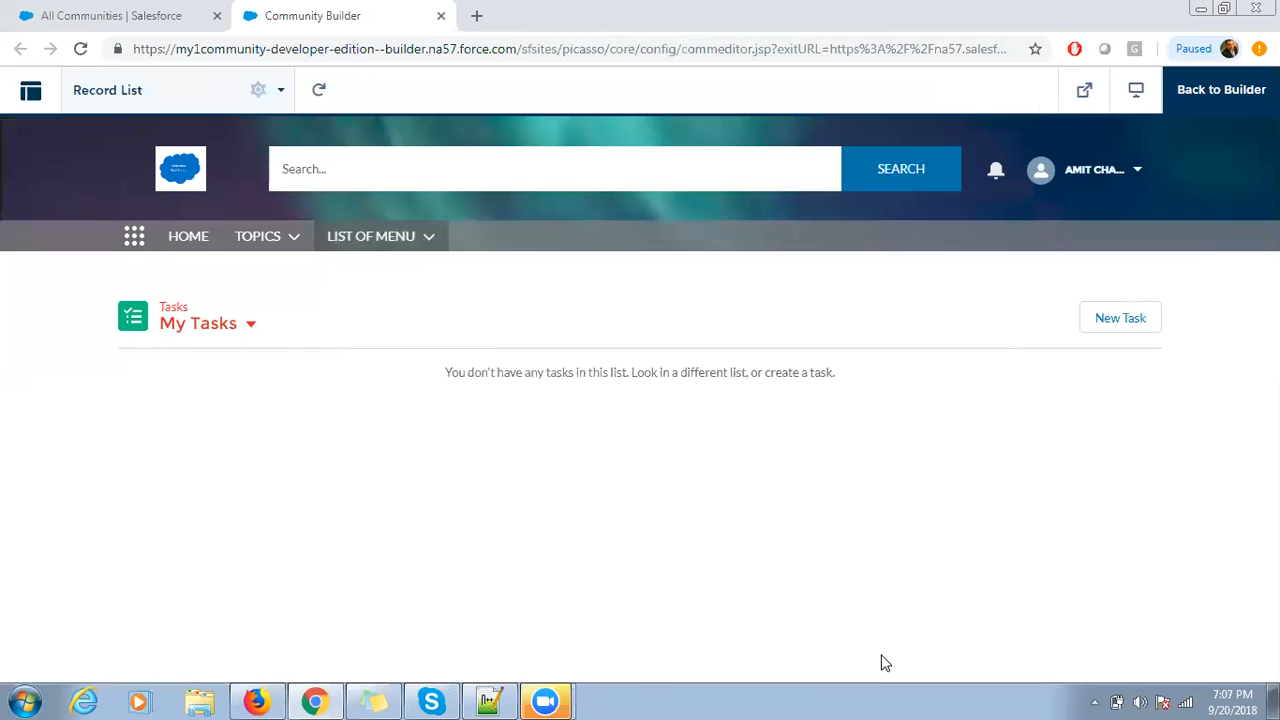 All Communities | Salesforce
Community Builder
https://my1community-developer-edition--builder.na57.force.com/sfsites/picasso/core/config/commeditor.jsp?exitURL=https%3A%2F%2Fna57.salesf...
Paused
Record List
Back to Builder
Search...
SEARCH
AMIT CHA...
HOME
TOPICS
LIST OF MENU
Tasks
My Tasks
New Task
You don't have any tasks in this list. Look in a different list, or create a task.
7:07 PM
9/20/2018